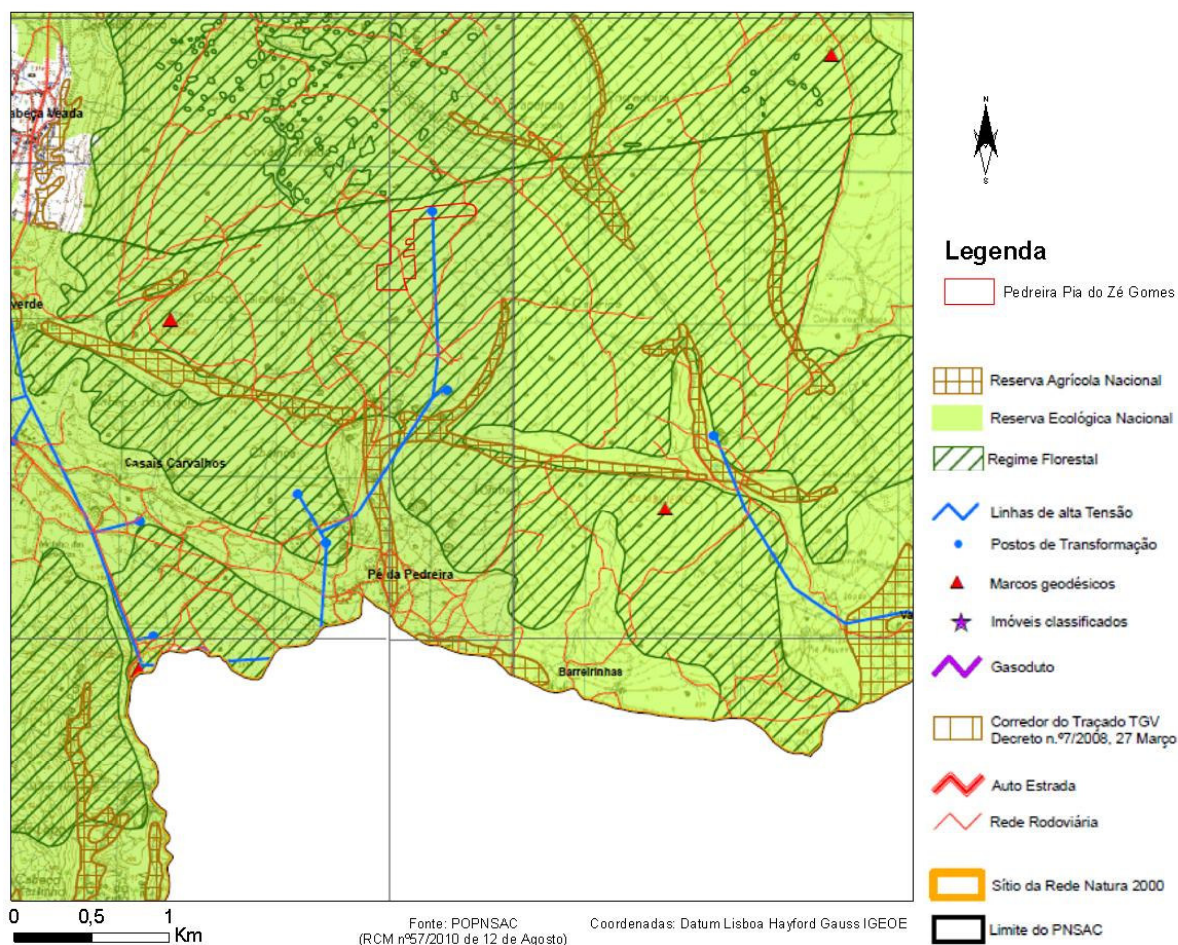 abeça Veada
verde
Casais Carvalhos
Pé da Pedreira
Barreirinhas
Va
N
S
Legenda
Pedreira Pia do Zé Gomes
Reserva Agrícola Nacional
Reserva Ecológica Nacional
Regime Florestal
Linhas de alta Tensão
Postos de Transformação
Marcos geodésicos
Imóveis classificados
Gasoduto
Corredor do Traçado TGV
Decreto n.º7/2008, 27 Março
Auto Estrada
Rede Rodoviária
Sítio da Rede Natura 2000
Limite do PNSAC
0 0,5 1
Km
Fonte: POPNSAC
(RCM nº57/2010 de 12 de Agosto)
Coordenadas: Datum Lisboa Hayford Gauss IGEOE